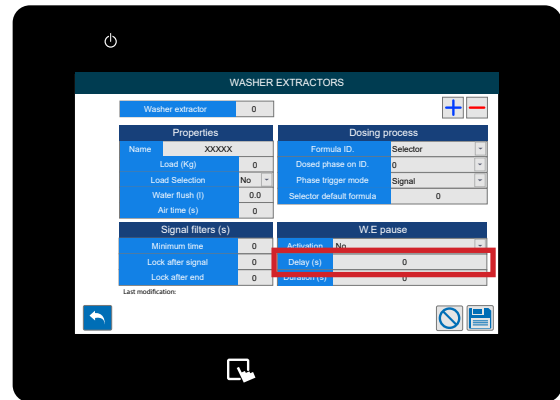 WASHER EXTRACTORS
Washer extractor 0
Properties
Name XXXXX
Load (Kg) 0
Load Selection No
Water flush (l) 0.0
Air time (s) 0
Dosing process
Formula ID. Selector
Dosed phase on ID. 0
Phase trigger mode Signal
Selector default formula 0
Signal filters (s)
Minimum time 0
Lock after signal 0
Lock after end 0
W.E pause
Activation No
Delay (s) 0
Duration (s) 0
Last modification: